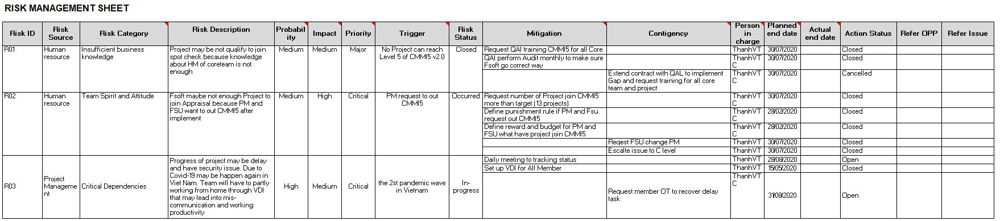 RISK MANAGEMENT SHEET
Risk ID
Risk
Source
Risk Category
Risk Description
Probabil
ity
Impact
Priority
Trigger
Risk
Status
Mitigation
Contigency
Person
in
charge
Planned
end date
Actual
end date
Action Status
Refer OPP
Refer Issue
R01
Human
resource
Insufficient business
knowledge
Project may be not qualify to join
spot check because knowledge
about HM of coreteam is not
enough
Medium
Medium
Major
No Project can reach
Level 5 of CMMI5 v2.0
Closed
Request QAI training CMMI5 for all Core
ThanhVT
30/07/2020
Closed
QAI perform Audit monthly to make sure
Fsoft go correct way
ThanhVT
C
30/07/2020
Closed
Extend contract with QAL to implement
Gap and request training for all core
team and project
ThanhVT
C
30/07/2020
Cancelled
R02
Human
resource
Team Spirit and Attitude
Fsoft maybe not enough Project to
join Appraisal because PM and
FSU want to out CMMI5 after
implement
Medium
High
Critical
PM request to out
CMMI5
Occurred
Request number of Project join CMMI5
more than target (13 projects)
ThanhVT
C
30/07/2020
Closed
Define punishment rule if PM and Fsu
request out CMMI5
ThanhVT
C
28/02/2020
Closed
Define reward and budget for PM and
FSU what have project join CMMI5
ThanhVT
C
28/02/2020
Closed
Reqest FSU change PM
ThanhVT
30/07/2020
Closed
Escalte issue to C level
ThanhVT
30/07/2020
Closed
R03
Project
Manageme
nt
Critical Dependencies
Progress of project may be delay
and have security issue. Due to
Covid-19 may be happen again in
Viet Nam. Team will have to partly
working from home through VDI
that may lead into mis-
communication and working
productivity
High
Medium
Critical
the 2st pandemic wave
in Vietnam
In-
progress
Daily meeting to tracking status
ThanhVT
28/08/2020
Open
Set up VDI for All Member
ThanhVT
15/05/2020
Closed
Request member OT to recover delay
task
ThanhVT
C
31/08/2020
Open